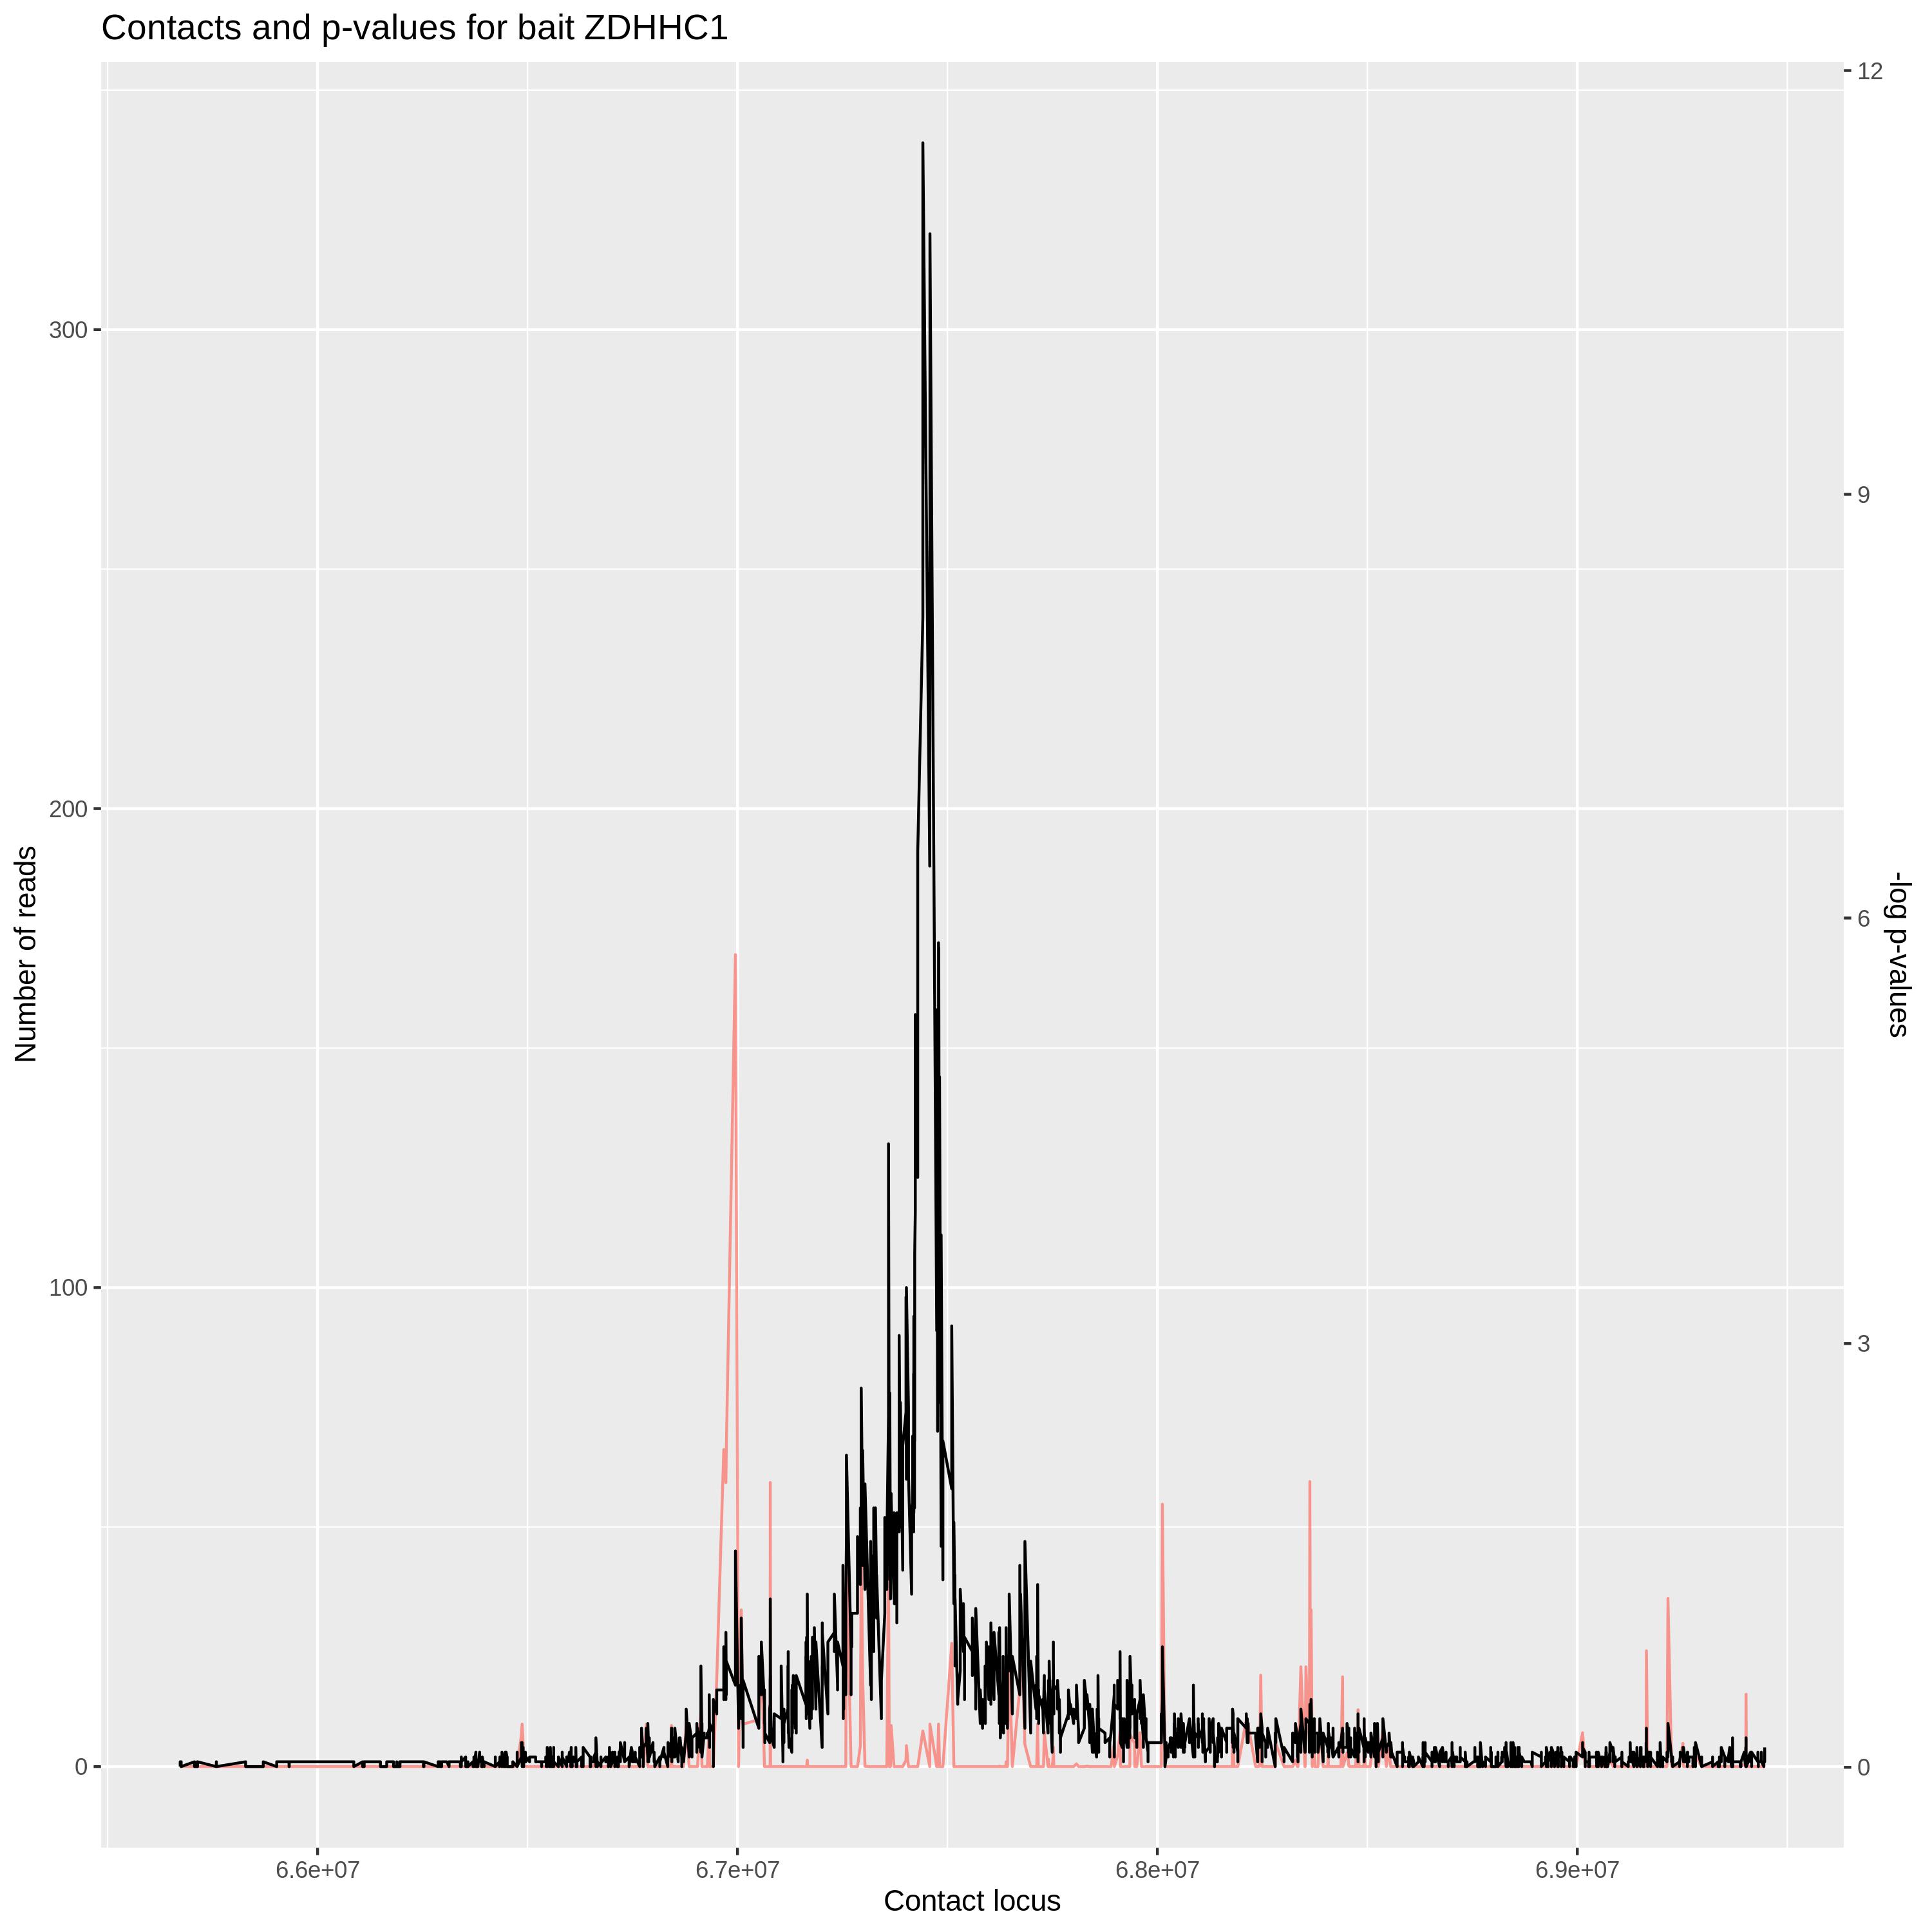 Contacts and p-values for bait ZDHHC1
12
300
9
200
6
Number of reads
-log p-values
100
3
0
0
6.6e+07
6.7e+07
6.8e+07
6.9e+07
Contact locus